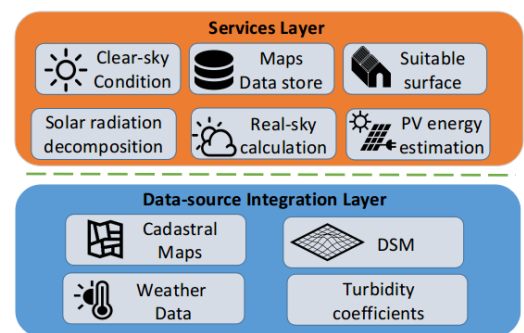 Services Layer
Clear-sky
Condition
Maps
Data store
Suitable
surface
Solar radiation
decomposition
Real-sky
calculation
PV energy
estimation
Data-source Integration Layer
Cadastral
Maps
DSM
Weather
Data
Turbidity
coefficients